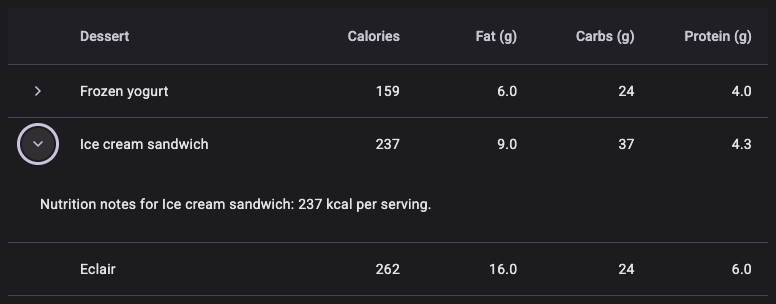 Dessert Calories Fat (g) Carbs (g) Protein (g)
Frozen yogurt 159 6.0 24 4.0
Ice cream sandwich 237 9.0 37 4.3
Nutrition notes for Ice cream sandwich: 237 kcal per serving.
Eclair 262 16.0 24 6.0